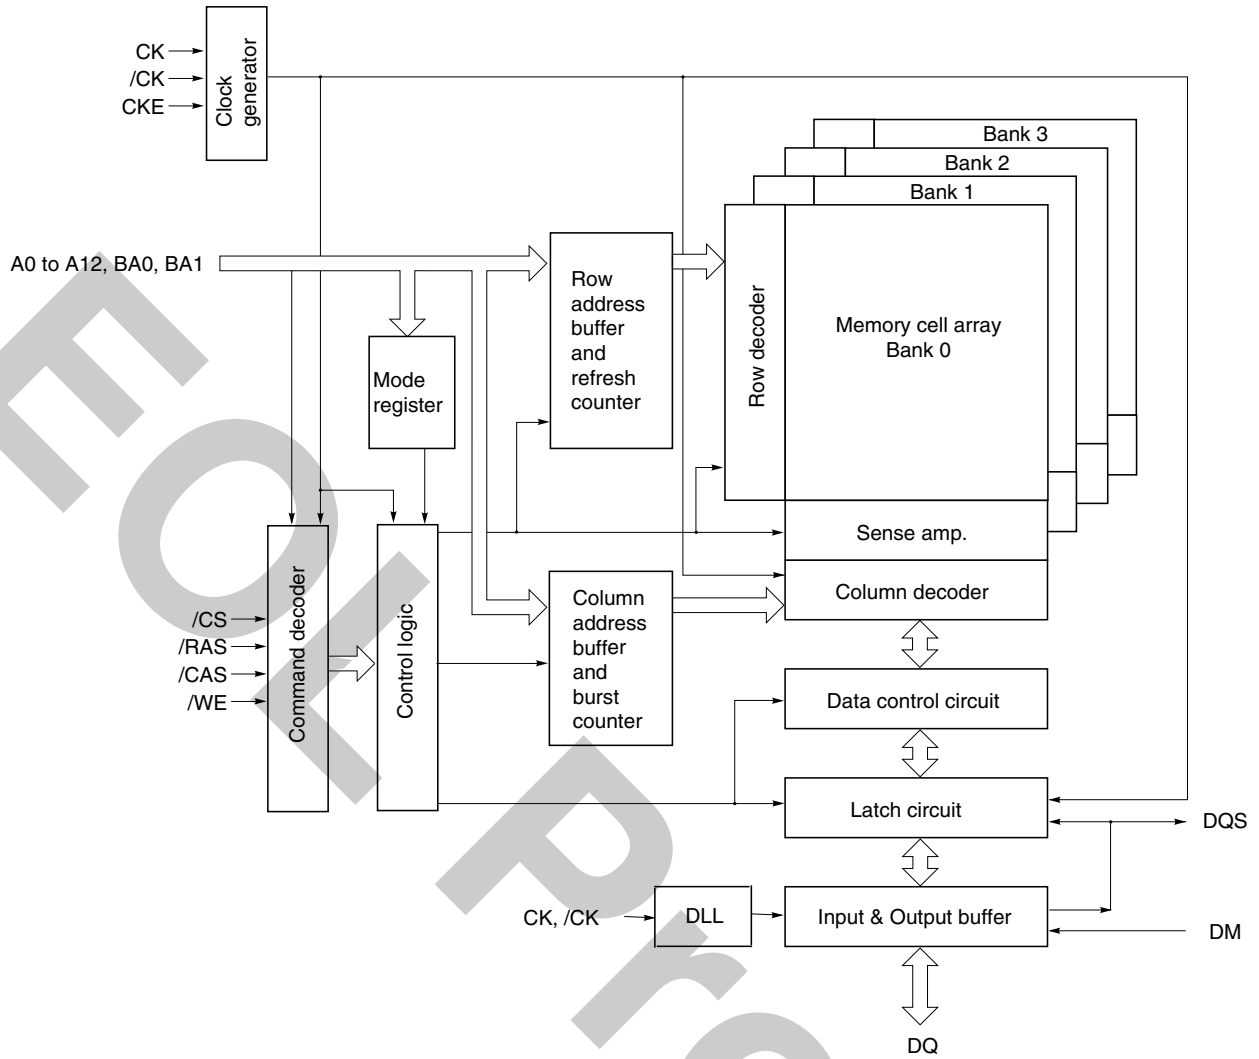 CK
/CK
CKE
Clock
generator
Bank 3
Bank 2
Bank 1
A0 to A12, BA0, BA1
Row
address
buffer
and
refresh
counter
Row decoder
Memory cell array
Bank 0
Mode
register
Sense amp.
Column decoder
/CS
/RAS
/CAS
/WE
Command decoder
Control logic
Column
address
buffer
and
burst
counter
Data control circuit
Latch circuit
DQS
CK, /CK
DLL
Input & Output buffer
DM
DQ
EOL Pro